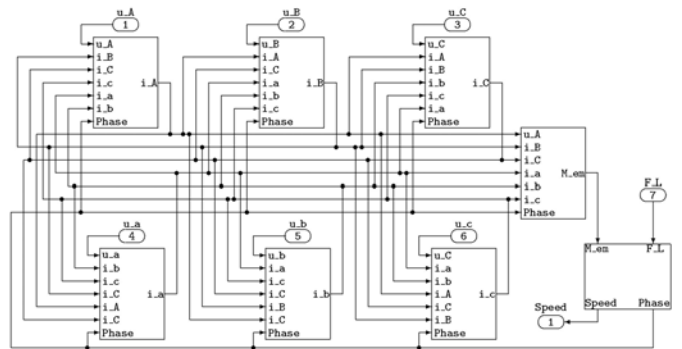 u_A
1
u_B
2
u_C
3
u_A
i_B
i_C
i_c
i_a
i_b
Phase
i_A
u_B
i_A
i_C
i_a
i_b
i_c
Phase
i_B
u_C
i_A
i_B
i_b
i_c
i_a
Phase
i_C
u_A
i_B
i_C
i_a
i_b
i_c
Phase
M_em
F_L
7
u_a
4
u_b
5
u_c
6
u_a
i_b
i_c
i_C
i_A
i_C
Phase
i_a
u_b
i_a
i_c
i_C
i_A
i_B
Phase
i_b
u_C
i_a
i_b
i_A
i_C
i_B
Phase
i_c
M_em
F_L
Speed
Phase
Speed
1